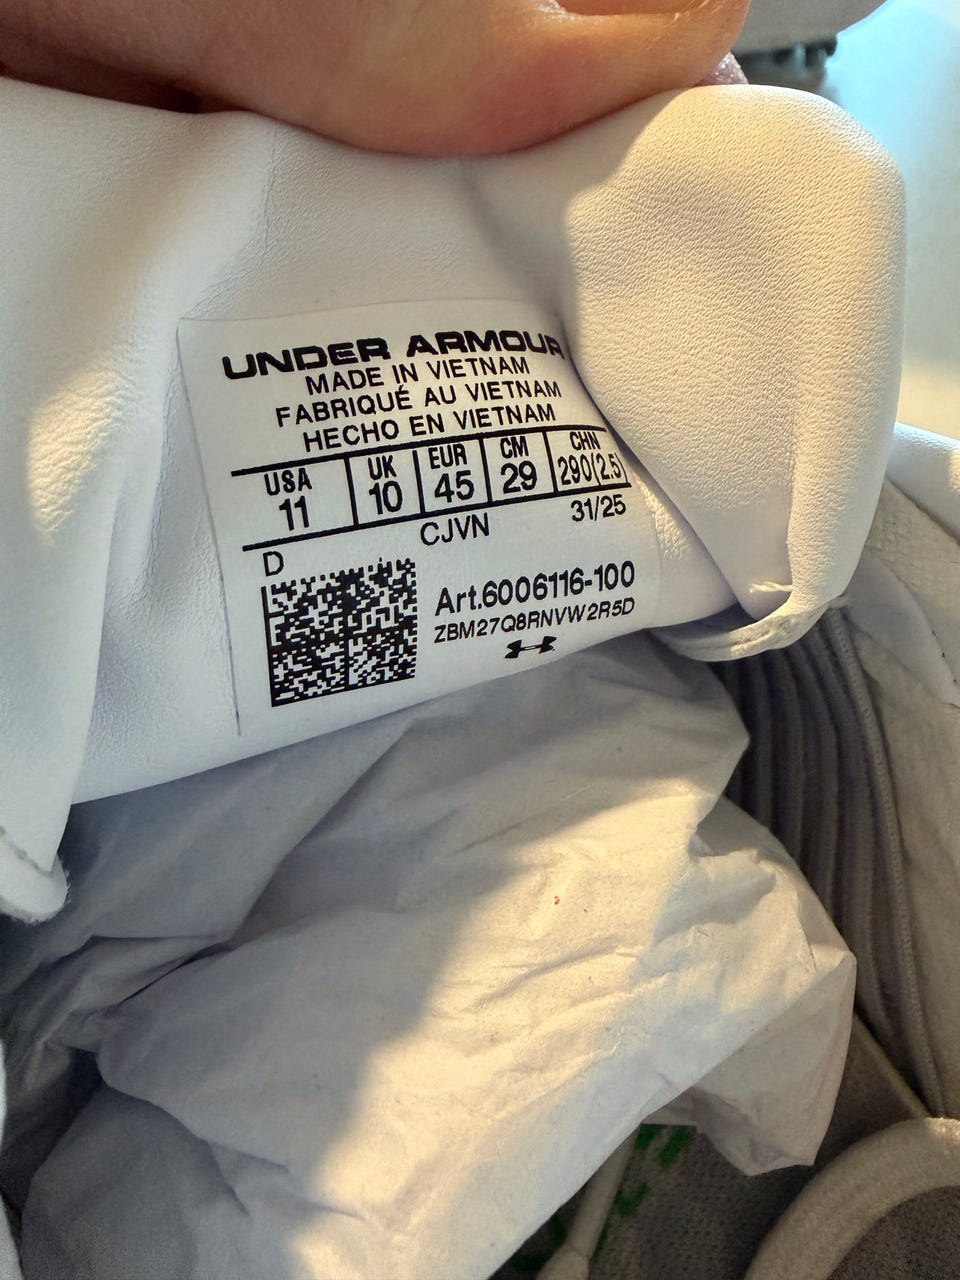 UNDER ARMOUR
MADE IN VIETNAM
FABRIQUÉ AU VIETNAM
HECHO EN VIETNAM
USA UK EUR CM CHN
11 10 45 29 290(2.5)
CJVN 31/25
D
Art.6006116-100
ZBM27Q8RNVW2R5D